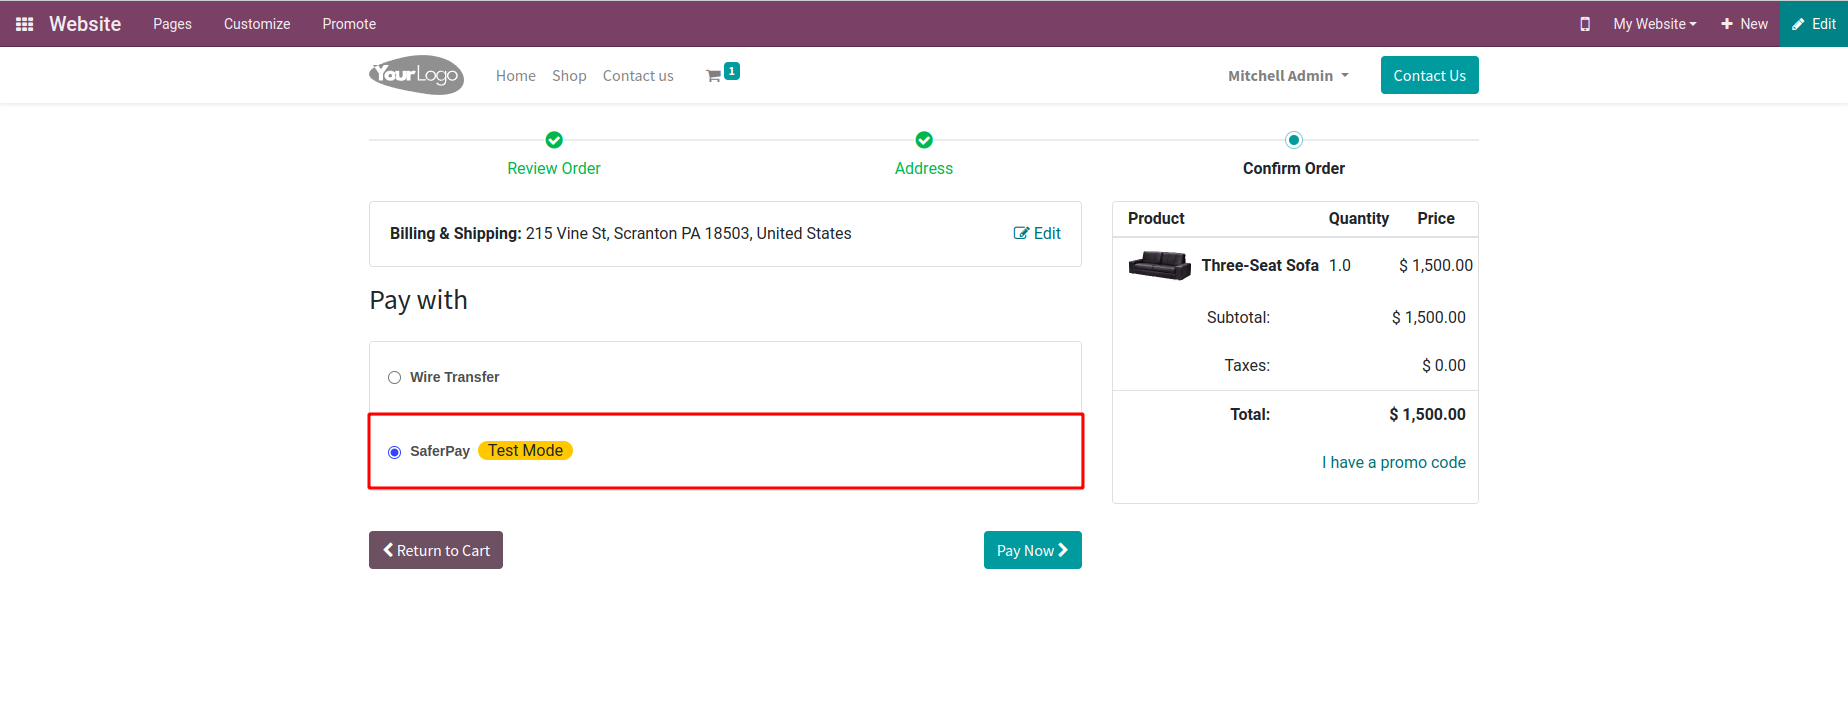 Website Pages Customize Promote My Website New Edit
YourLogo Home Shop Contact us 1 Mitchell Admin Contact Us
Review Order Address Confirm Order
Billing & Shipping: 215 Vine St, Scranton PA 18503, United States Edit
Pay with
Wire Transfer
SaferPay Test Mode
Return to Cart Pay Now
Product Quantity Price
Three-Seat Sofa 1.0 $ 1,500.00
Subtotal: $ 1,500.00
Taxes: $ 0.00
Total: $ 1,500.00
I have a promo code